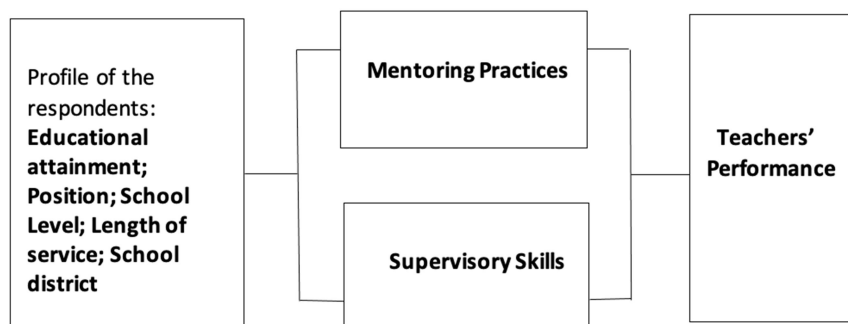 Profile of the
respondents:
Educational
attainment;
Position; School
Level; Length of
service; School
district
Mentoring Practices
Supervisory Skills
Teachers’
Performance